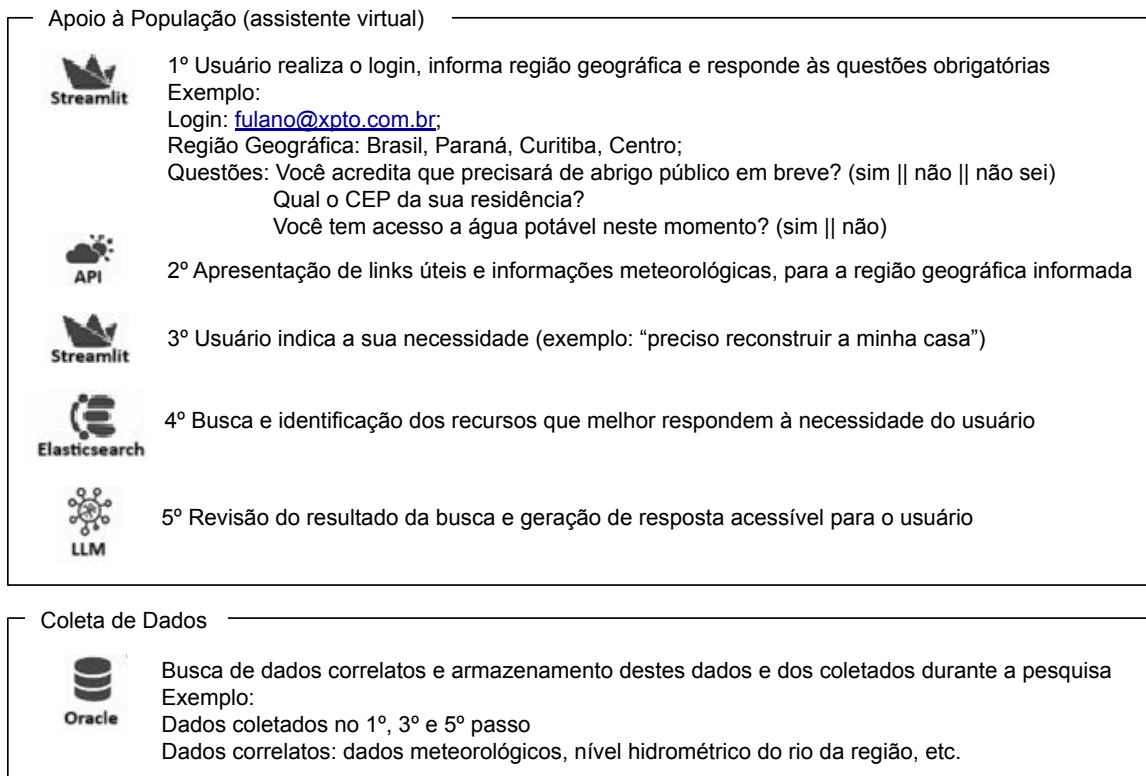 Apoio à População (assistente virtual)
Streamlit
1º Usuário realiza o login, informa região geográfica e responde às questões obrigatórias
Exemplo:
Login: fulano@xpto.com.br;
Região Geográfica: Brasil, Paraná, Curitiba, Centro;
Questões: Você acredita que precisará de abrigo público em breve? (sim || não || não sei)
Qual o CEP da sua residência?
Você tem acesso a água potável neste momento? (sim || não)
API
2º Apresentação de links úteis e informações meteorológicas, para a região geográfica informada
Streamlit
3º Usuário indica a sua necessidade (exemplo: “preciso reconstruir a minha casa”)
Elasticsearch
4º Busca e identificação dos recursos que melhor respondem à necessidade do usuário
LLM
5º Revisão do resultado da busca e geração de resposta acessível para o usuário
Coleta de Dados
Oracle
Busca de dados correlatos e armazenamento destes dados e dos coletados durante a pesquisa
Exemplo:
Dados coletados no 1º, 3º e 5º passo
Dados correlatos: dados meteorológicos, nível hidrométrico do rio da região, etc.